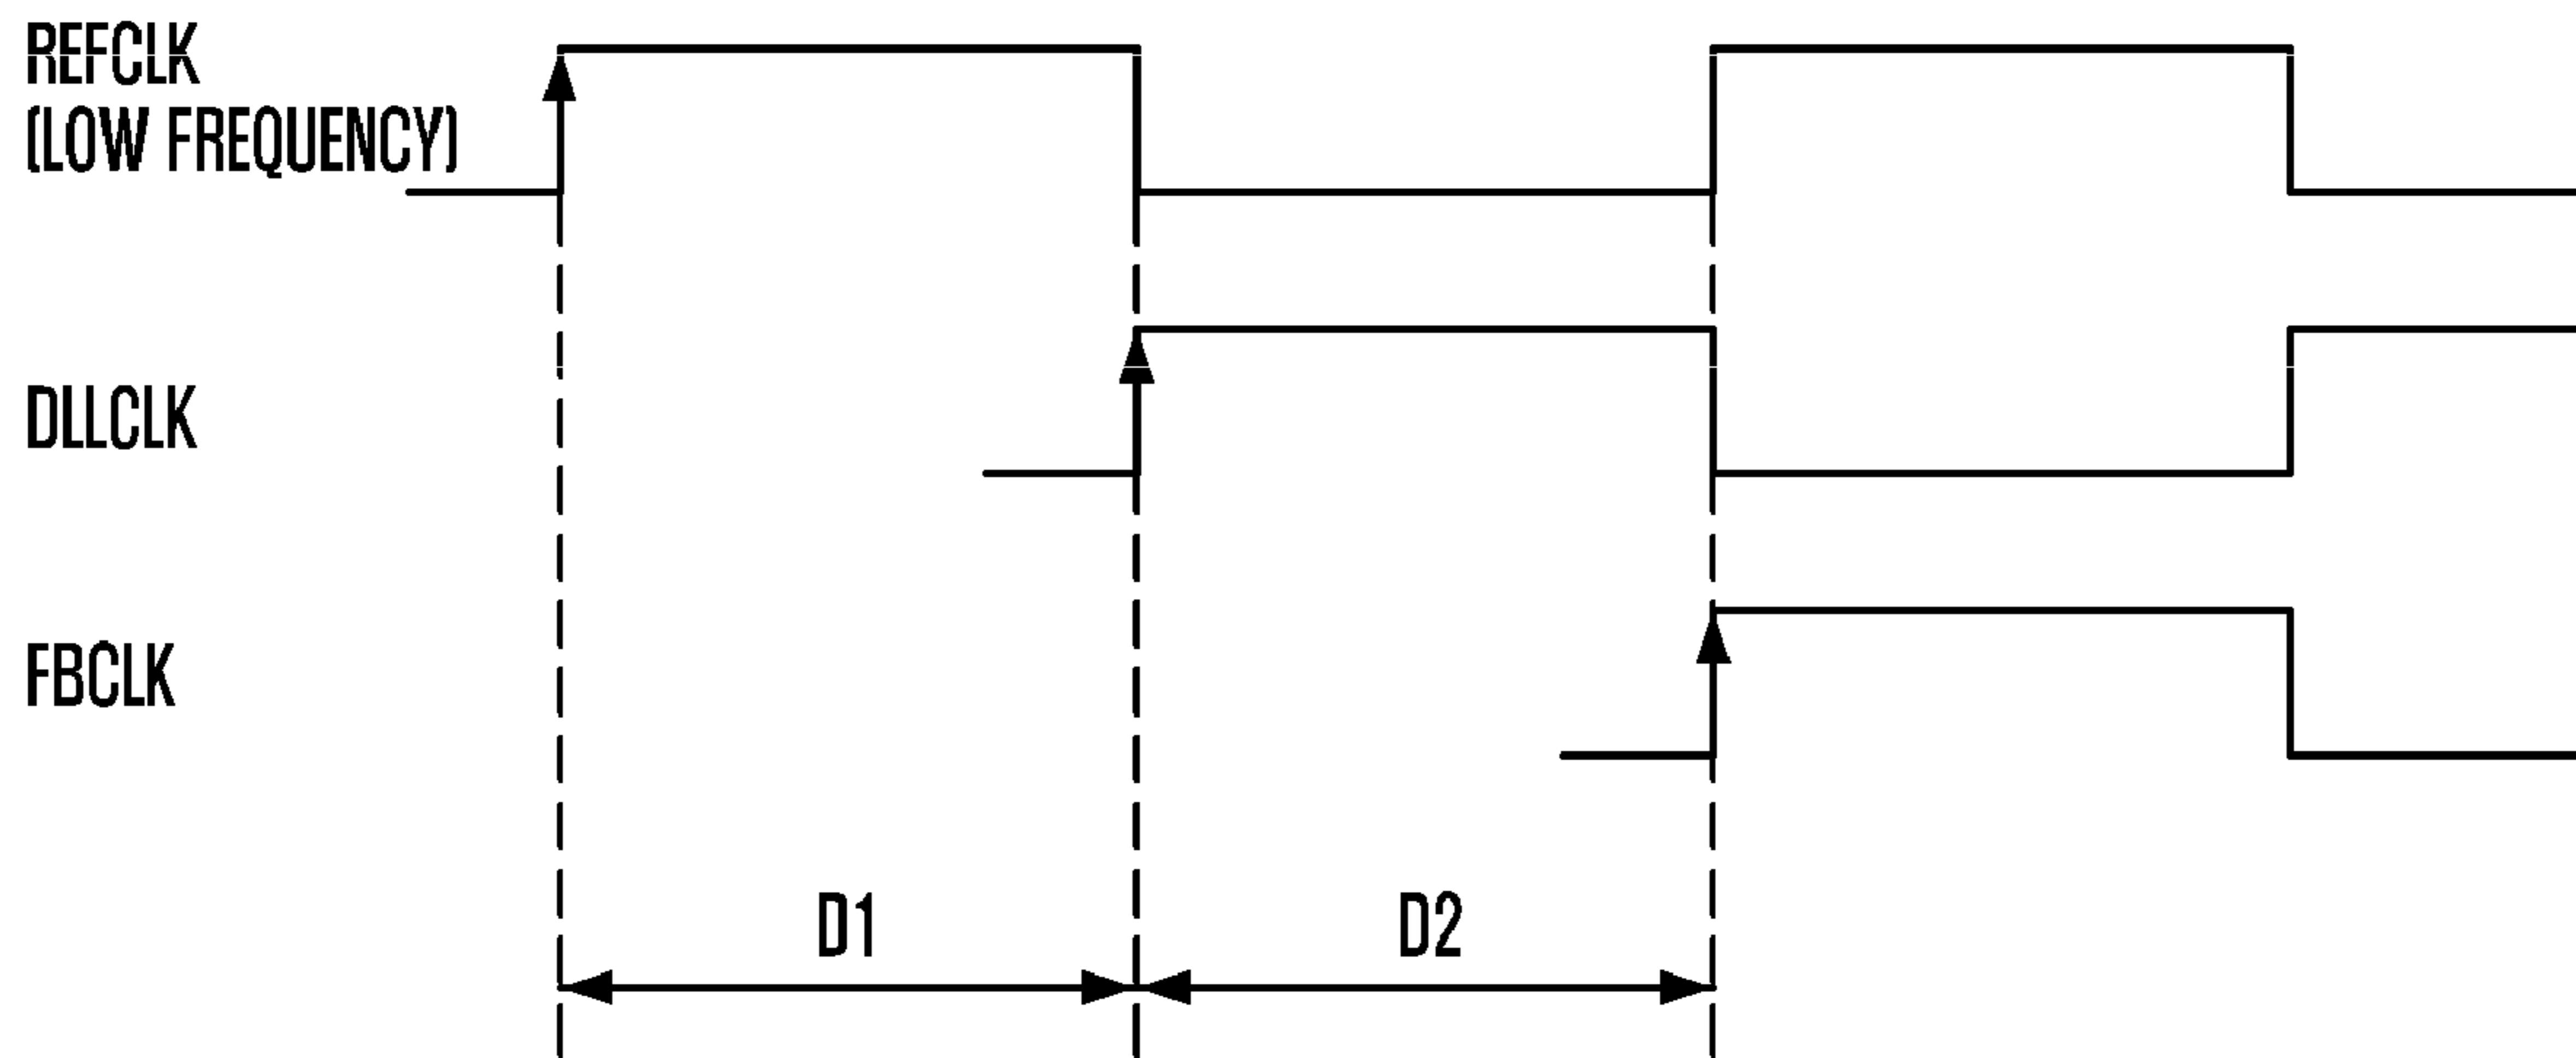 REFCLK
(LOW FREQUENCY)
DLLCLK
FBCLK
D1
D2